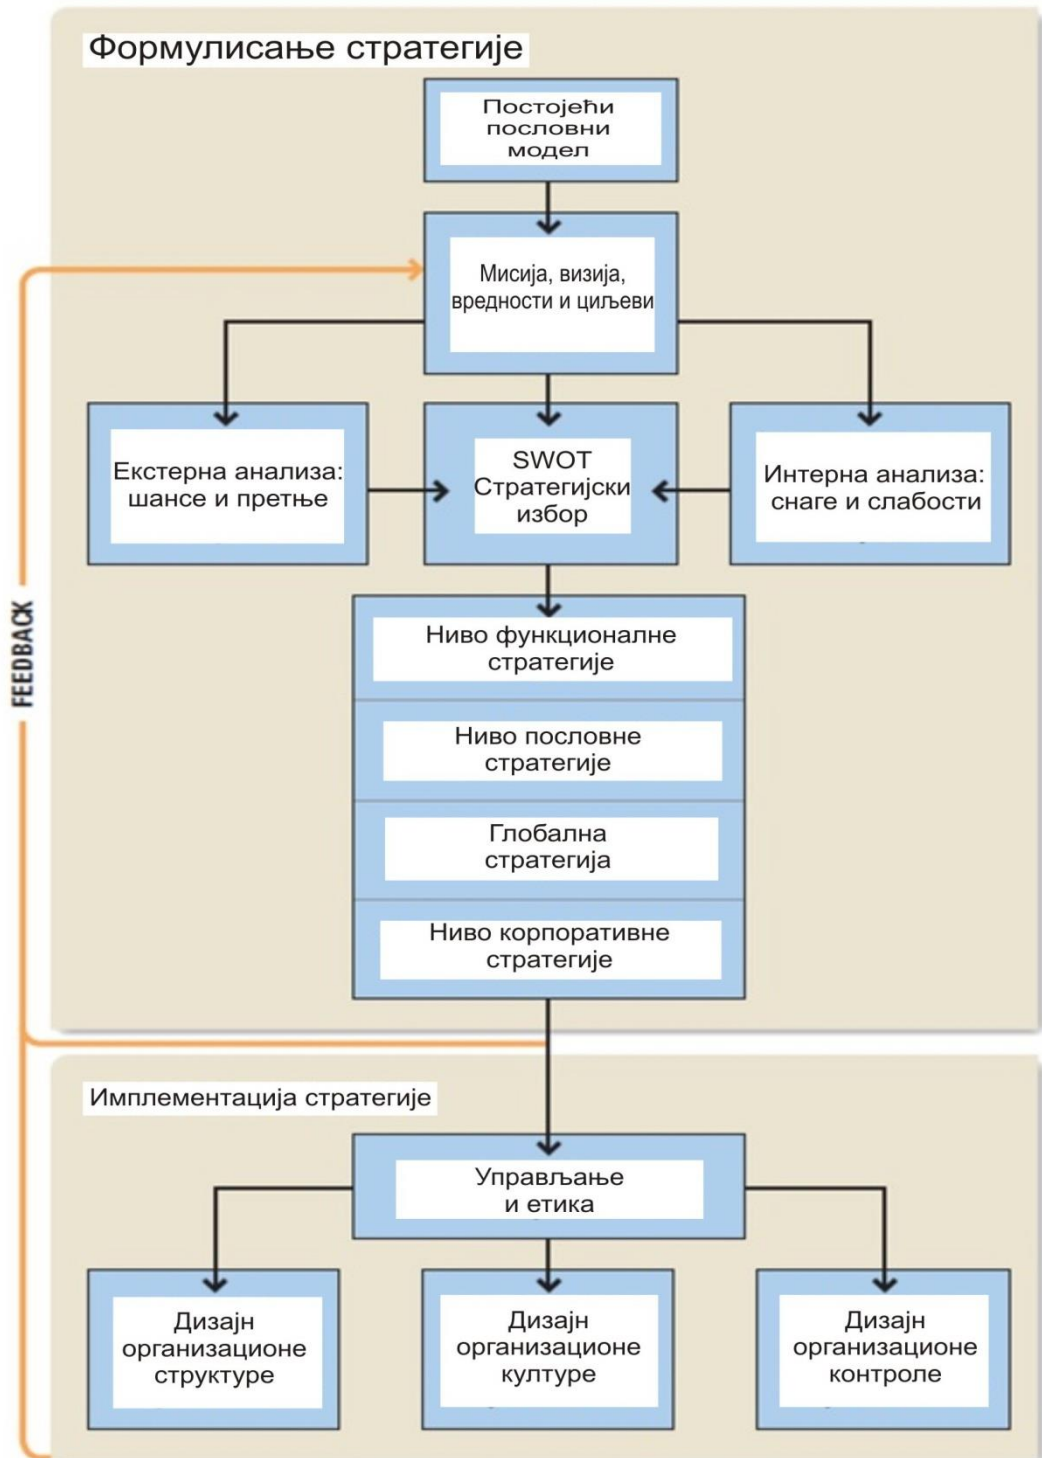 Формулисање стратегије
Постојећи
пословни
модел
Мисија, визија,
вредности и циљеви
Екстерна анализа:
шансе и претње
SWOT
Стратегијски
избор
Интерна анализа:
снаге и слабости
FEEDBACK
Ниво функционалне
стратегије
Ниво пословне
стратегије
Глобална
стратегија
Ниво корпоративне
стратегије
Имплементација стратегије
Управљање
и етика
Дизајн
организационе
структуре
Дизајн
организационе
културе
Дизајн
организационе
контроле